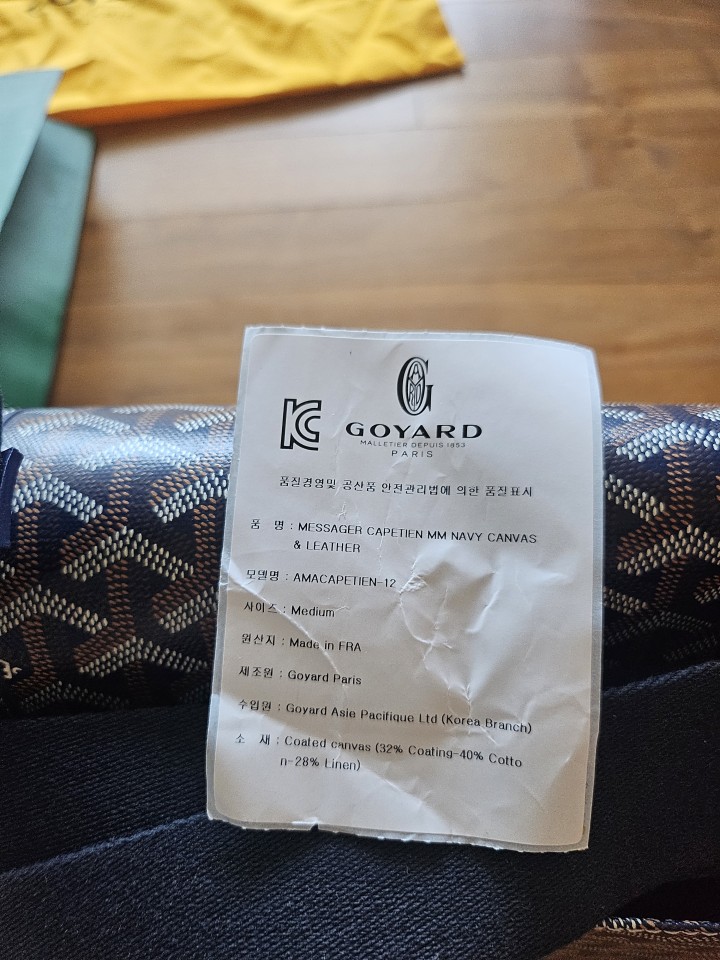 KC
GOYARD
MALLETIER DEPUIS 1853
PARIS
품질경영및 공산품 안전관리법에 의한 품질표시
품 명 : MESSAGER CAPETIEN MM NAVY CANVAS
& LEATHER
모델명 : AMACAPETIEN-12
사이즈 : Medium
원산지 : Made in FRA
제조원 : Goyard Paris
수입원 : Goyard Asie Pacifique Ltd (Korea Branch)
소 재 : Coated canvas (32% Coating-40% Cotto
n-28% Linen)